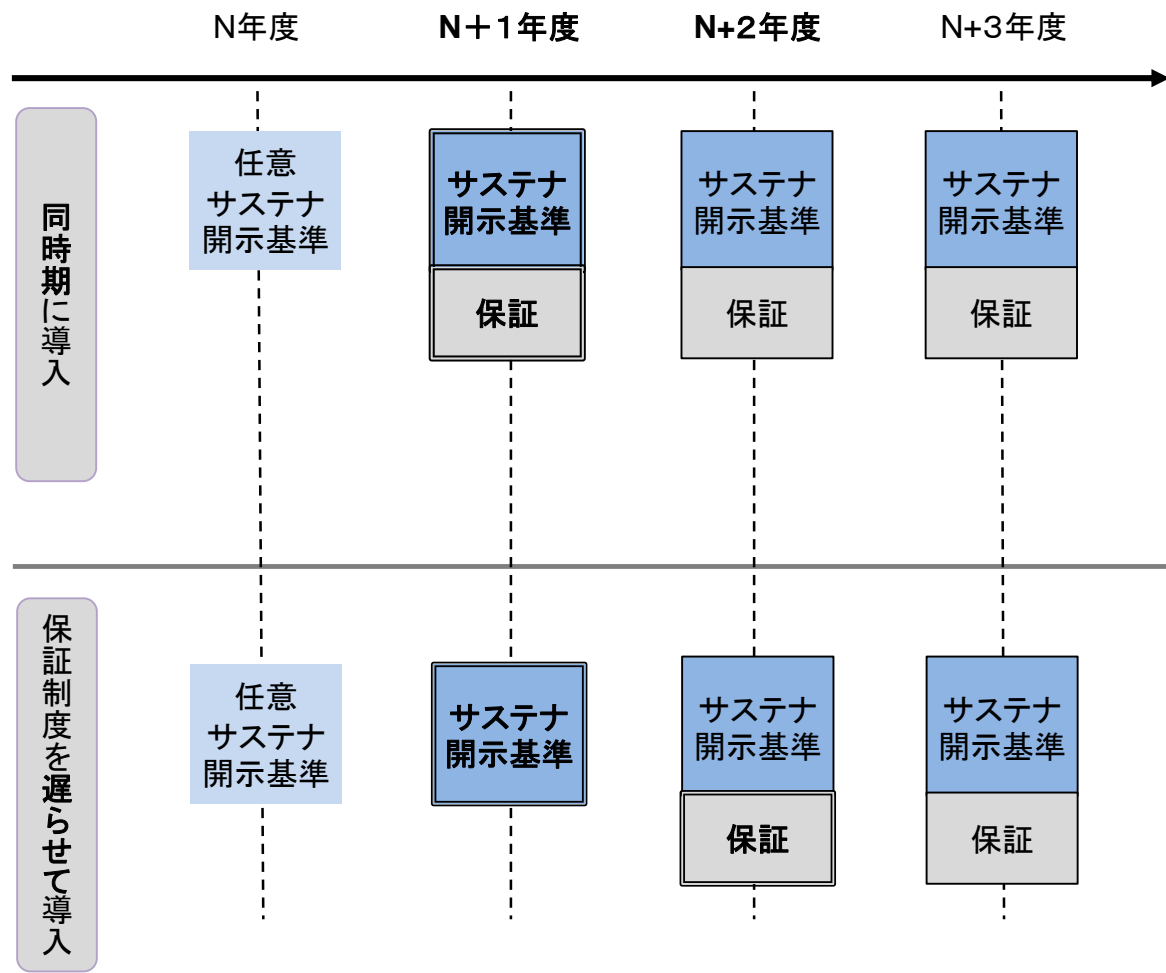 N年度
N＋１年度
N+２年度
N+３年度
同時期に導入
任意
サステナ
開示基準
サステナ
開示基準
保証
サステナ
開示基準
保証
サステナ
開示基準
保証
保証制度を遅らせて導入
任意
サステナ
開示基準
サステナ
開示基準
サステナ
開示基準
保証
サステナ
開示基準
保証